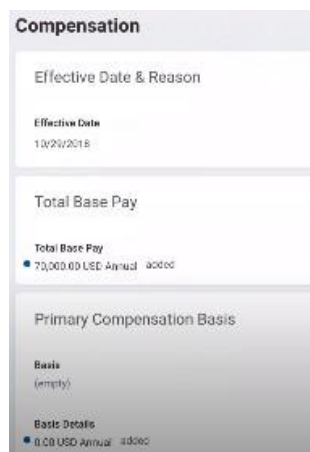 Compensation
Effective Date & Reason
Effective Date
10/29/2018
Total Base Pay
Total Base Pay
70,000.00 USD Annual added
Primary Compensation Basis
Basis
(empty)
Basis Details
0.00 USD Annual added